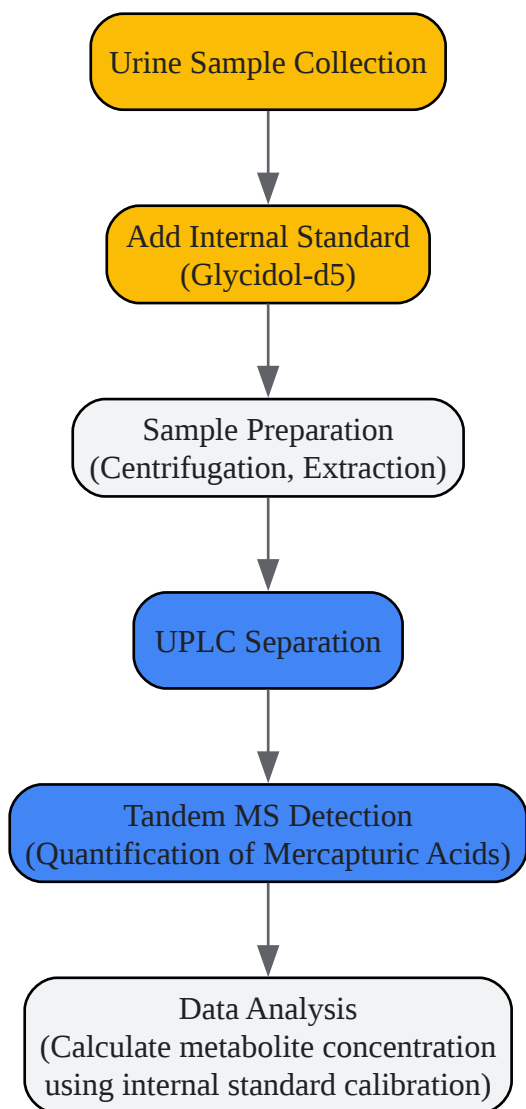 Urine Sample Collection
Add Internal Standard
(Glycidol-d5)
Sample Preparation
(Centrifugation, Extraction)
UPLC Separation
Tandem MS Detection
(Quantification of Mercapturic Acids)
Data Analysis
(Calculate metabolite concentration
using internal standard calibration)